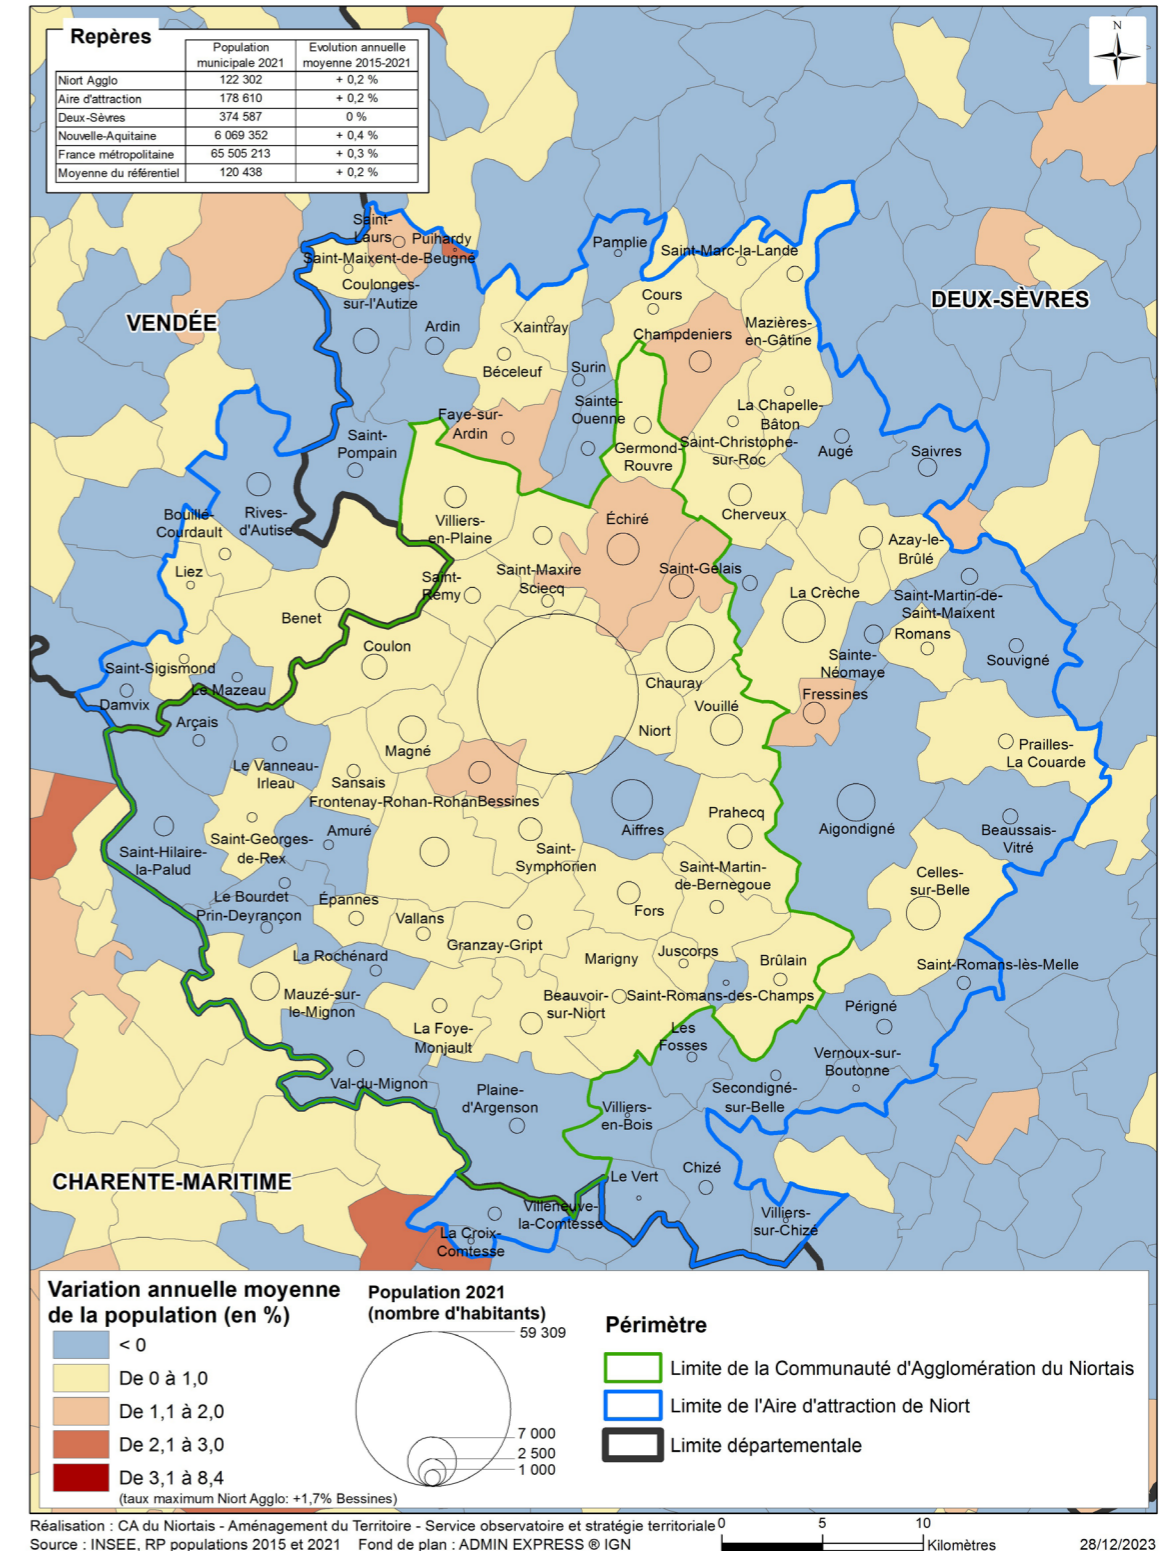 Repères
Population municipale 2021 Evolution annuelle moyenne 2015-2021
Niort Agglo 122 302 + 0,2 %
Aire d'attraction 178 610 + 0,2 %
Deux-Sèvres 374 587 0 %
Nouvelle-Aquitaine 6 069 352 + 0,4 %
France métropolitaine 65 505 213 + 0,3 %
Moyenne du référentiel 120 438 + 0,2 %
N
VENDÉE
DEUX-SÈVRES
CHARENTE-MARITIME
Saint-
Laurs
Puihardy
Saint-Maixent-de-Beugné
Coulonges-
sur-l'Autize
Ardin
Pamplie
Saint-Marc-la-Lande
Cours
Xaintray
Champdeniers
Mazières-
en-Gâtine
Béceleuf
Surin
Sainte-
Ouenne
La Chapelle-
Bâton
Faye-sur-
Ardin
Saint-
Pompain
Germond-
Rouvre
Saint-Christophe-
sur-Roc
Augé
Saivres
Rives-
d'Autise
Bouillé-
Courdault
Villiers-
en-Plaine
Échiré
Cherveux
Azay-le-
Brûlé
Liez
Saint-
Rémy
Saint-Maxire
Sciecq
Saint-Gelais
La Crèche
Saint-Martin-de-
Saint-Maixent
Benet
Romans
Coulon
Sainte-
Néomaye
Souvigné
Saint-Sigismond
Le Mazeau
Damvix
Chauray
Fressines
Vouillé
Arçais
Niort
Magné
Prailles-
La Couarde
Le Vanneau-
Irleau
Sansais
Frontenay-Rohan-Rohan
Bessines
Prahecq
Aigondigné
Beaussais-
Vitré
Saint-Georges-
de-Rex
Amuré
Aiffres
Saint-Hilaire-
la-Palud
Saint-
Symphorien
Saint-Martin-
de-Bernegoue
Celles-
sur-Belle
Le Bourdet
Prin-Deyrançon
Épannes
Vallans
Fors
Granzay-Gript
La Rochénard
Marigny
Juscorps
Brûlain
Saint-Romans-lès-Melle
Mauzé-sur-
le-Mignon
Beauvoir-
sur-Niort
Saint-Romans-des-Champs
Périgné
La Foye-
Monjault
Les
Fosses
Vernoux-sur-
Boutonne
Val-du-Mignon
Plaine-
d'Argenson
Secondigné-
sur-Belle
Villiers-
en-Bois
Le Vert
Chizé
Villeneuve-
la-Comtesse
Villiers-
sur-Chizé
La Croix-
Comtesse
Variation annuelle moyenne
de la population (en %)
< 0
De 0 à 1,0
De 1,1 à 2,0
De 2,1 à 3,0
De 3,1 à 8,4
(taux maximum Niort Agglo: +1,7% Bessines)
Population 2021
(nombre d'habitants)
59 309
7 000
2 500
1 000
Périmètre
Limite de la Communauté d'Agglomération du Niortais
Limite de l'Aire d'attraction de Niort
Limite départementale
Réalisation : CA du Niortais - Aménagement du Territoire - Service observatoire et stratégie territoriale
Source : INSEE, RP populations 2015 et 2021 Fond de plan : ADMIN EXPRESS ® IGN
0 5 10
Kilomètres
28/12/2023